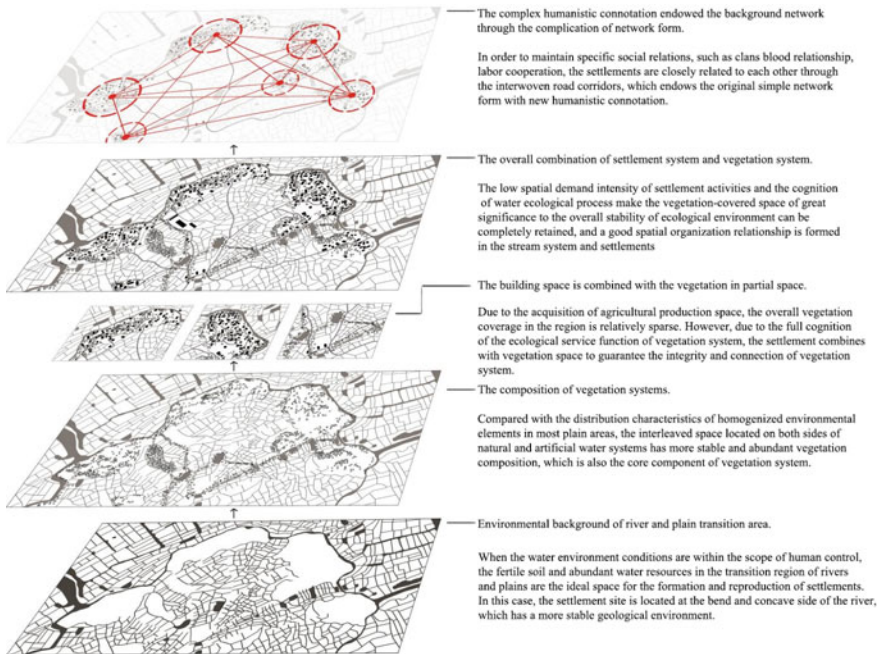 The complex humanistic connotation endowed the background network
through the complication of network form.
In order to maintain specific social relations, such as clans blood relationship,
labor cooperation, the settlements are closely related to each other through
the interwoven road corridors, which endows the original simple network
form with new humanistic connotation.
The overall combination of settlement system and vegetation system.
The low spatial demand intensity of settlement activities and the cognition
of water ecological process make the vegetation-covered space of great
significance to the overall stability of ecological environment can be
completely retained, and a good spatial organization relationship is formed
in the stream system and settlements
The building space is combined with the vegetation in partial space.
Due to the acquisition of agricultural production space, the overall vegetation
coverage in the region is relatively sparse. However, due to the full cognition
of the ecological service function of vegetation system, the settlement combines
with vegetation space to guarantee the integrity and connection of vegetation
system.
The composition of vegetation systems.
Compared with the distribution characteristics of homogenized environmental
elements in most plain areas, the interleaved space located on both sides of
natural and artificial water systems has more stable and abundant vegetation
composition, which is also the core component of vegetation system.
Environmental background of river and plain transition area.
When the water environment conditions are within the scope of human control,
the fertile soil and abundant water resources in the transition region of rivers
and plains are the ideal space for the formation and reproduction of settlements.
In this case, the settlement site is located at the bend and concave side of the river,
which has a more stable geological environment.